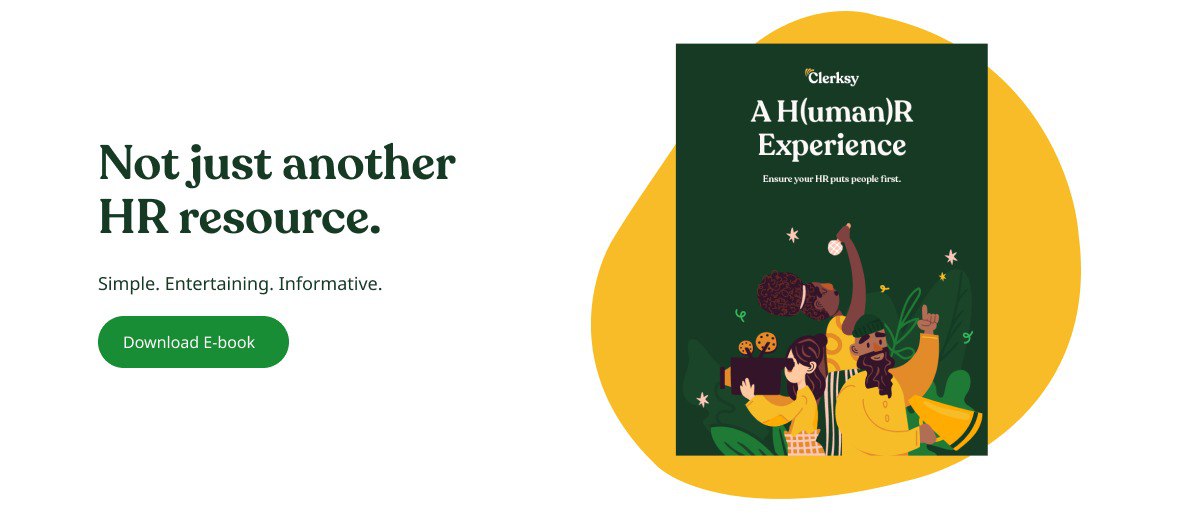 Not just another
HR resource.
Simple. Entertaining. Informative.
Download E-book
Clerksy
A H(uman)R
Experience
Ensure your HR puts people first.